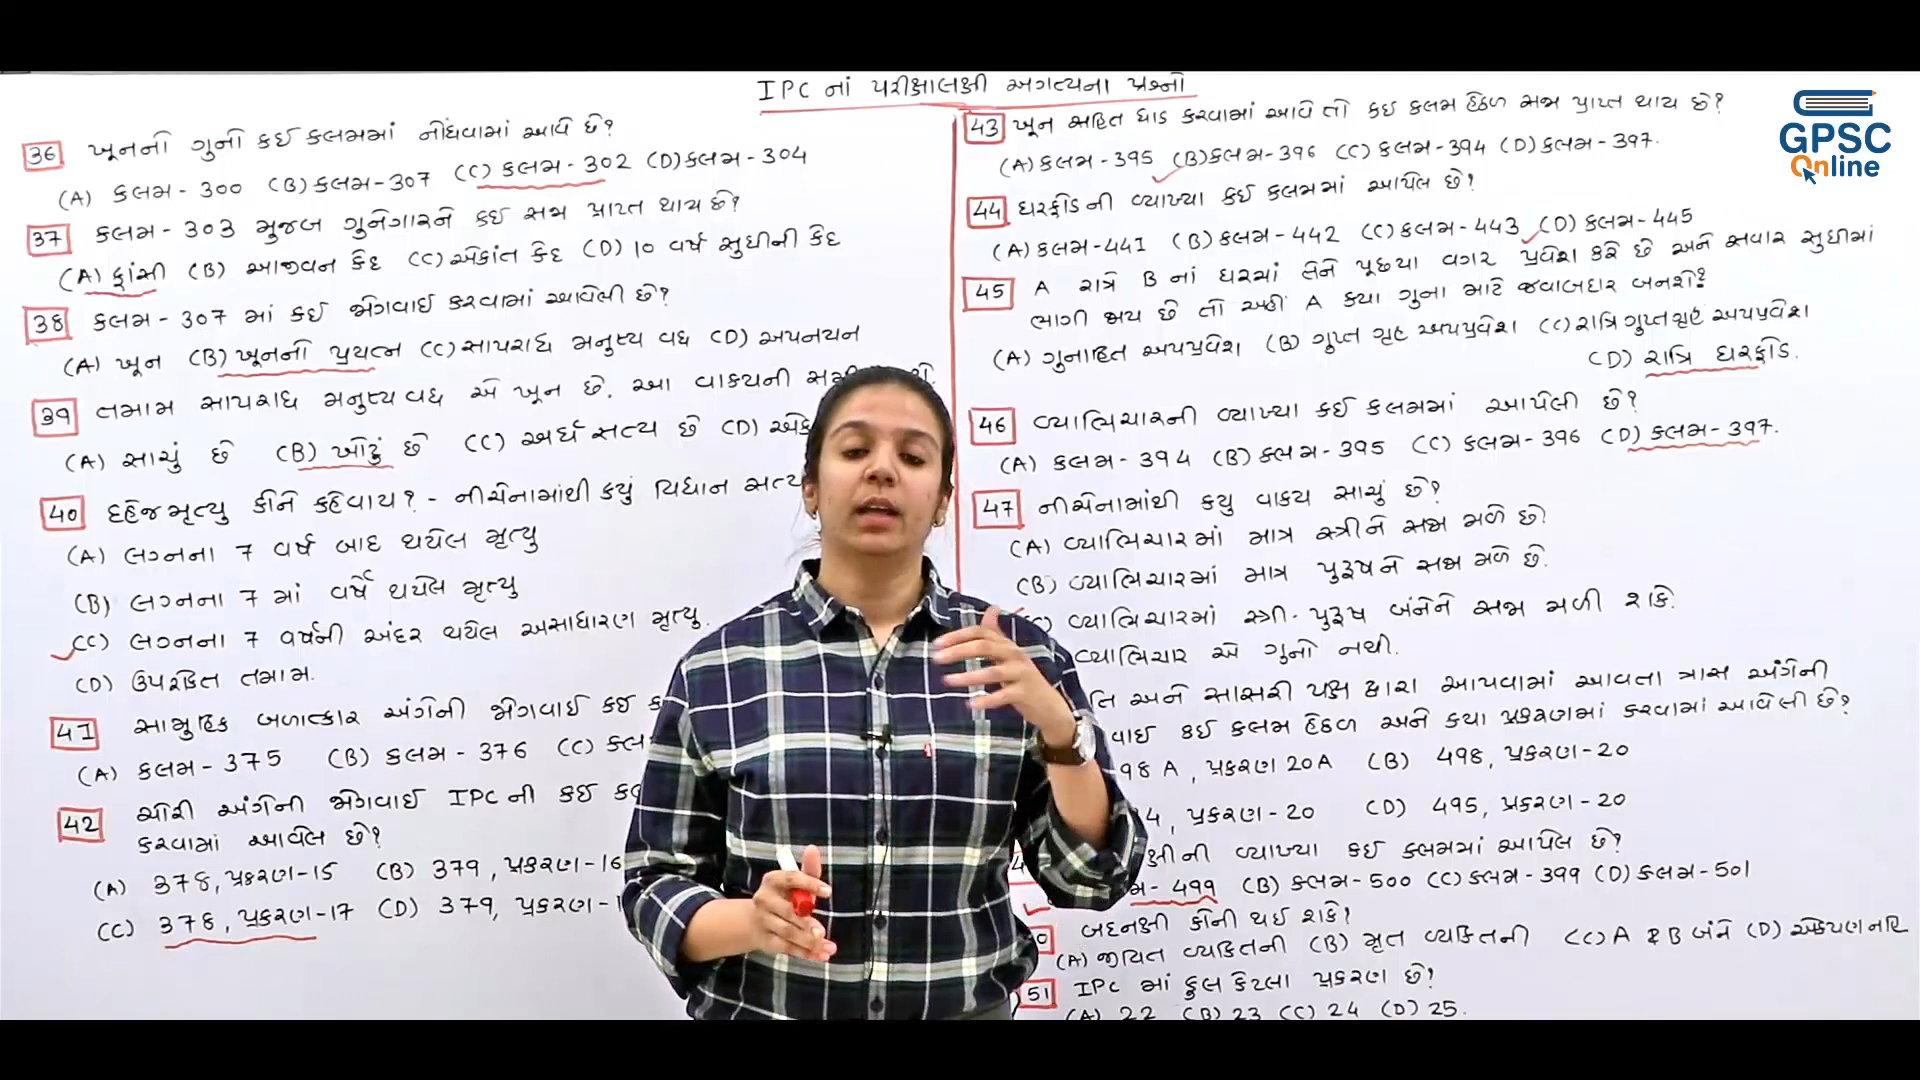 IPC નાં પરીક્ષાલક્ષી અગત્યના પ્રશ્નો
GPSC
Online
36 ખૂનનો ગુનો કઈ કલમમાં નોંધવામાં આવે છે?
(A) કલમ - 300 (B) કલમ - 307 (C) કલમ - 302 (D) કલમ - 304
37 કલમ - 303 મુજબ ગુનેગારને કઈ સજા પ્રાપ્ત થાય છે?
(A) ફાંસી (B) આજીવન કેદ (C) એકાંત કેદ (D) 10 વર્ષ સુધીની કેદ
38 કલમ - 307 માં કઈ જોગવાઈ કરવામાં આવેલી છે?
(A) ખૂન (B) ખૂનનો પ્રયત્ન (C) સાપરાધ મનુષ્ય વધ (D) અપનયન
39 તમામ સાપરાધ મનુષ્યવધ એ ખૂન છે. આ વાક્યની
(A) સાચું છે (B) ખોટું છે (C) અર્ધ સત્ય છે (D)
40 દહેજમૃત્યુ કોને કહેવાય? - નીચેનામાંથી કયું વિધાન સત્ય
(A) લગ્નના 7 વર્ષ બાદ થયેલ મૃત્યુ
(B) લગ્નના 7 માં વર્ષે થયેલ મૃત્યુ
(C) લગ્નના 7 વર્ષની અંદર થયેલ અસાધારણ મૃત્યુ.
(D) ઉપરોક્ત તમામ.
41 સામુહિક બળાત્કાર અંગેની જોગવાઈ કઈ
(A) કલમ - 375 (B) કલમ - 376 (C)
42 ચોરી અંગેની જોગવાઈ IPC ની કઈ
કરવામાં આવેલ છે?
(A) 378, પ્રકરણ - 15 (B) 379, પ્રકરણ - 16
(C) 378, પ્રકરણ - 17 (D) 379, પ્રકરણ -
43 ખૂન સહિત ધાડ કરવામાં આવે તો કઇ કલમ હેઠળ સજા પ્રાપ્ત થાય છે?
(A) કલમ - 395 (B) કલમ - 396 (C) કલમ - 394 (D) કલમ - 397.
44 ઘરફોડ ની વ્યાખ્યા કઈ કલમમાં આપેલ છે?
(A) કલમ - 441 (B) કલમ - 442 (C) કલમ - 443 (D) કલમ - 445
45 A રાત્રે B નાં ઘરમાં તેને પૂછયા વગર પ્રવેશ કરે છે અને સવાર સુધીમાં
ભાગી જાય છે તો અહીં A કયા ગુના માટે જવાબદાર બનશે?
(A) ગુનાહિત અપપ્રવેશ (B) ગુપ્ત ગૃહ અપપ્રવેશ (C) રાત્રિ ગુપ્તગૃહ અપપ્રવેશ
(D) રાત્રિ ઘરફોડ.
46 વ્યાભિચારની વ્યાખ્યા કઈ કલમમાં આપેલી છે?
(A) કલમ - 394 (B) કલમ - 395 (C) કલમ - 396 (D) કલમ - 397.
47 નીચેનામાંથી કયુ વાક્ય સાચું છે?
(A) વ્યાભિચારમાં માત્ર સ્ત્રીને સજા મળે છે.
(B) વ્યાભિચારમાં માત્ર પુરૂષને સજા મળે છે.
વ્યાભિચારમાં સ્ત્રી - પુરૂષ બંનેને સજા મળી શકે.
વ્યાભિચાર એ ગુનો નથી.
અને સાસરી પક્ષ દ્વારા આપવામાં આવતા ત્રાસ અંગેની
કઈ કલમ હેઠળ અને કયા પ્રકરણમાં કરવામાં આવેલી છે?
98 A, પ્રકરણ 20A (B) 498, પ્રકરણ - 20
, પ્રકરણ - 20 (D) 495, પ્રકરણ - 20
વ્યાખ્યા કઈ કલમમાં આપેલ છે?
- 499 (B) કલમ - 500 (C) કલમ - 399 (D) કલમ - 501
બદનક્ષી કોની થઈ શકે?
(A) જીવિત વ્યકિતની (B) મૃત વ્યકિતની (C) A & B બંને (D) એકેપણ નહિ
51 IPC માં કુલ કેટલા પ્રકરણ છે?
(A) 22 (B) 23 (C) 24 (D) 25.